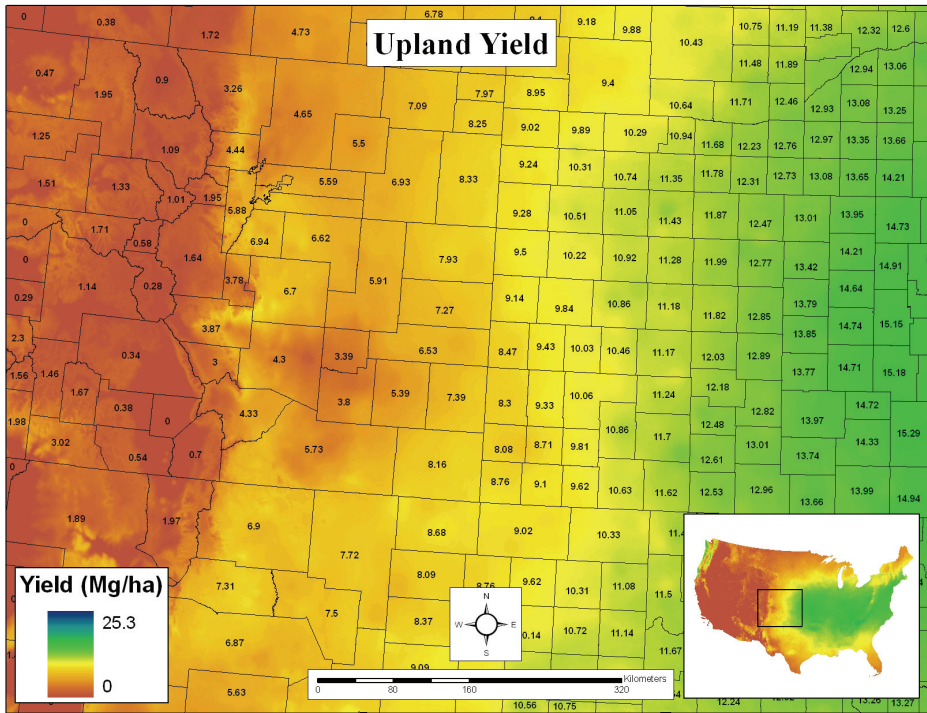 Upland Yield
0 0.38 1.72 4.73 6.78 9.18 9.88 10.43 10.75 11.19 11.38 12.32 12.6
0.47 1.95 0.9 3.26 4.65 7.09 7.97 8.95 9.4 10.64 11.48 11.89 12.94 13.06
11.71 12.46 12.93 13.08 13.25
1.25 1.09 4.44 5.5 8.25 9.02 9.89 10.29 10.94 11.68 12.23 12.76 12.97 13.35 13.66
1.51 1.33 1.01 1.95 5.88 5.59 6.93 8.33 9.24 10.31 10.74 11.35 11.78 12.31 12.73 13.08 13.65 14.21
0 1.71 0.58 6.94 6.62 9.28 10.51 11.05 11.43 11.87 12.47 13.01 13.95 14.73
0 1.64 5.91 7.93 9.5 10.22 10.92 11.28 11.99 12.77 13.42 14.21 14.91
0.29 1.14 0.28 3.78 6.7 7.27 9.14 9.84 10.86 11.18 11.82 12.85 13.79 14.64 15.15
2.3 0.34 3.87 13.85 14.74
1.56 1.46 3 4.3 3.39 6.53 8.47 9.43 10.03 10.46 11.17 12.03 12.89 13.77 14.71 15.18
1.67 0.38 3.8 5.39 7.39 8.3 9.33 10.06 11.24 12.18
1.98 0 4.33 12.82 13.97 14.72
3.02 10.86 11.7 12.48 15.29
0 0.54 0.7 5.73 8.16 8.08 8.71 9.81 12.61 13.01 13.74 14.33
1.89 1.97 8.76 9.1 9.62 10.63 11.62 12.53 12.96 13.66 13.99 14.94
6.9 7.72 8.68 9.02 10.33
7.31 8.09 8.76 9.62 10.31 11.08 11.5
7.5 8.37 10.72 11.14
6.87 9.09 11.67
5.63 10.56 10.75 12.24 13.26 13.27
Yield (Mg/ha)
25.3
0
N
W E
S
Kilometers
0 40 80 160 320